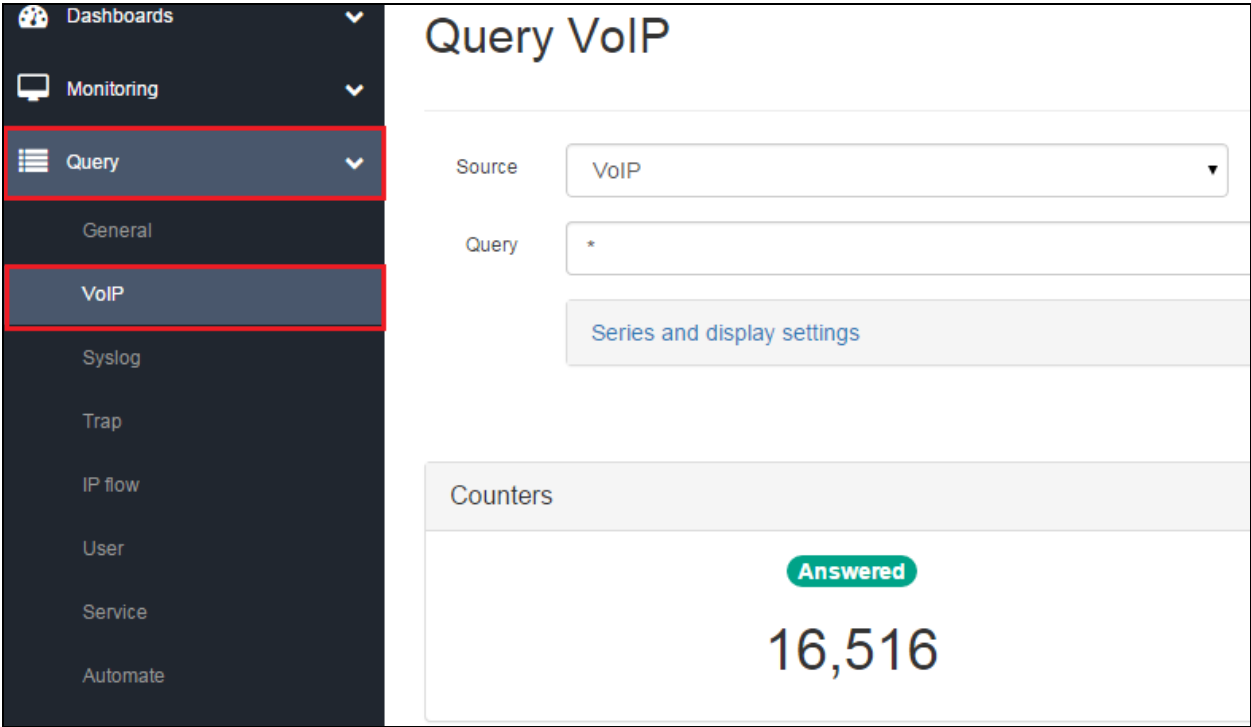 Dashboards
Monitoring
Query
General
VoIP
Syslog
Trap
IP flow
User
Service
Automate
Query VoIP
Source
VoIP
Query
*
Series and display settings
Counters
Answered
16,516